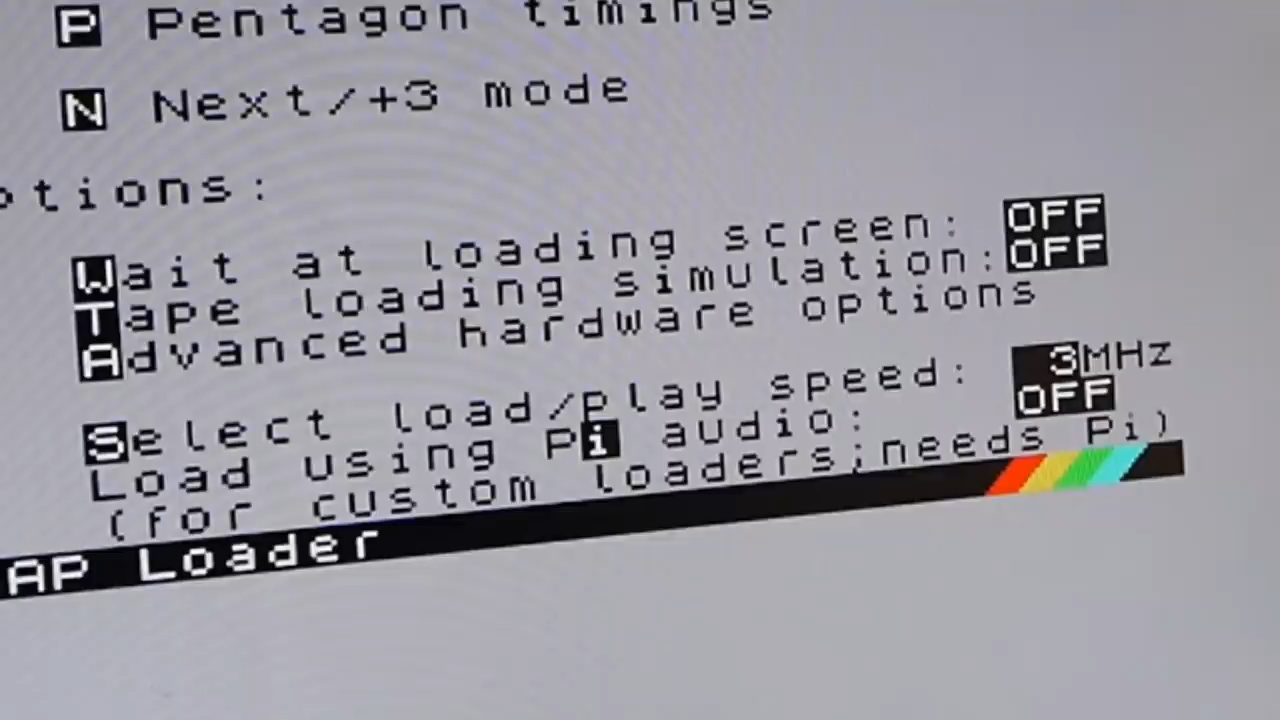 P Pentagon timings
N Next/+3 mode
ptions:
Wait at loading screen: OFF
Tape loading simulation: OFF
Advanced hardware options
Select load/play speed: 3MHz
Load using Pi audio: OFF
(for custom loaders;needs Pi)
AP Loader